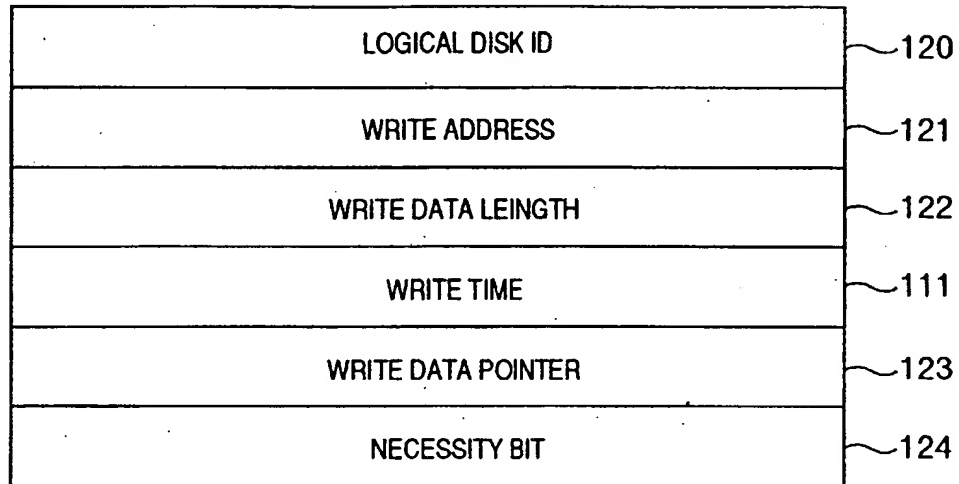 LOGICAL DISK ID 120
WRITE ADDRESS 121
WRITE DATA LEINGTH 122
WRITE TIME 111
WRITE DATA POINTER 123
NECESSITY BIT 124